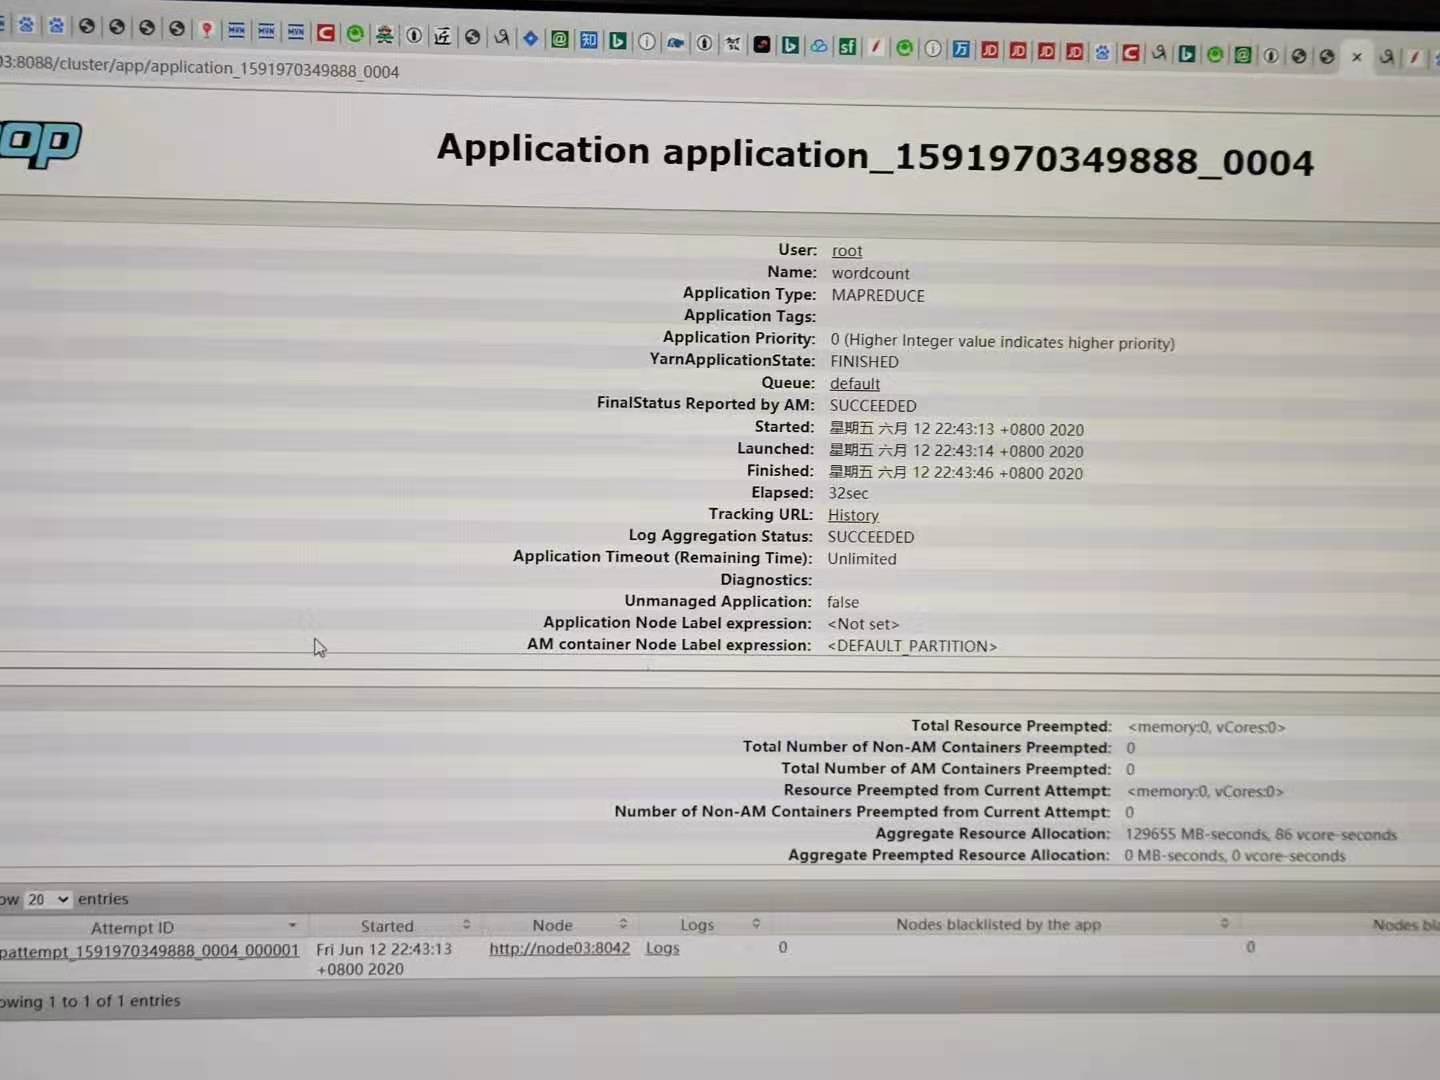 03:8088/cluster/app/application_1591970349888_0004
oop
Application application_1591970349888_0004
User: root
Name: wordcount
Application Type: MAPREDUCE
Application Tags:
Application Priority: 0 (Higher Integer value indicates higher priority)
YarnApplicationState: FINISHED
Queue: default
FinalStatus Reported by AM: SUCCEEDED
Started: 星期五 六月 12 22:43:13 +0800 2020
Launched: 星期五 六月 12 22:43:14 +0800 2020
Finished: 星期五 六月 12 22:43:46 +0800 2020
Elapsed: 32sec
Tracking URL: History
Log Aggregation Status: SUCCEEDED
Application Timeout (Remaining Time): Unlimited
Diagnostics:
Unmanaged Application: false
Application Node Label expression: <Not set>
AM container Node Label expression: <DEFAULT_PARTITION>
Total Resource Preempted: <memory:0, vCores:0>
Total Number of Non-AM Containers Preempted: 0
Total Number of AM Containers Preempted: 0
Resource Preempted from Current Attempt: <memory:0, vCores:0>
Number of Non-AM Containers Preempted from Current Attempt: 0
Aggregate Resource Allocation: 129655 MB-seconds, 86 vcore-seconds
Aggregate Preempted Resource Allocation: 0 MB-seconds, 0 vcore-seconds
ow 20 entries
Attempt ID Started Node Logs Nodes blacklisted by the app Nodes bla
pattempt_1591970349888_0004_000001 Fri Jun 12 22:43:13 http://node03:8042 Logs 0 0
+0800 2020
owing 1 to 1 of 1 entries